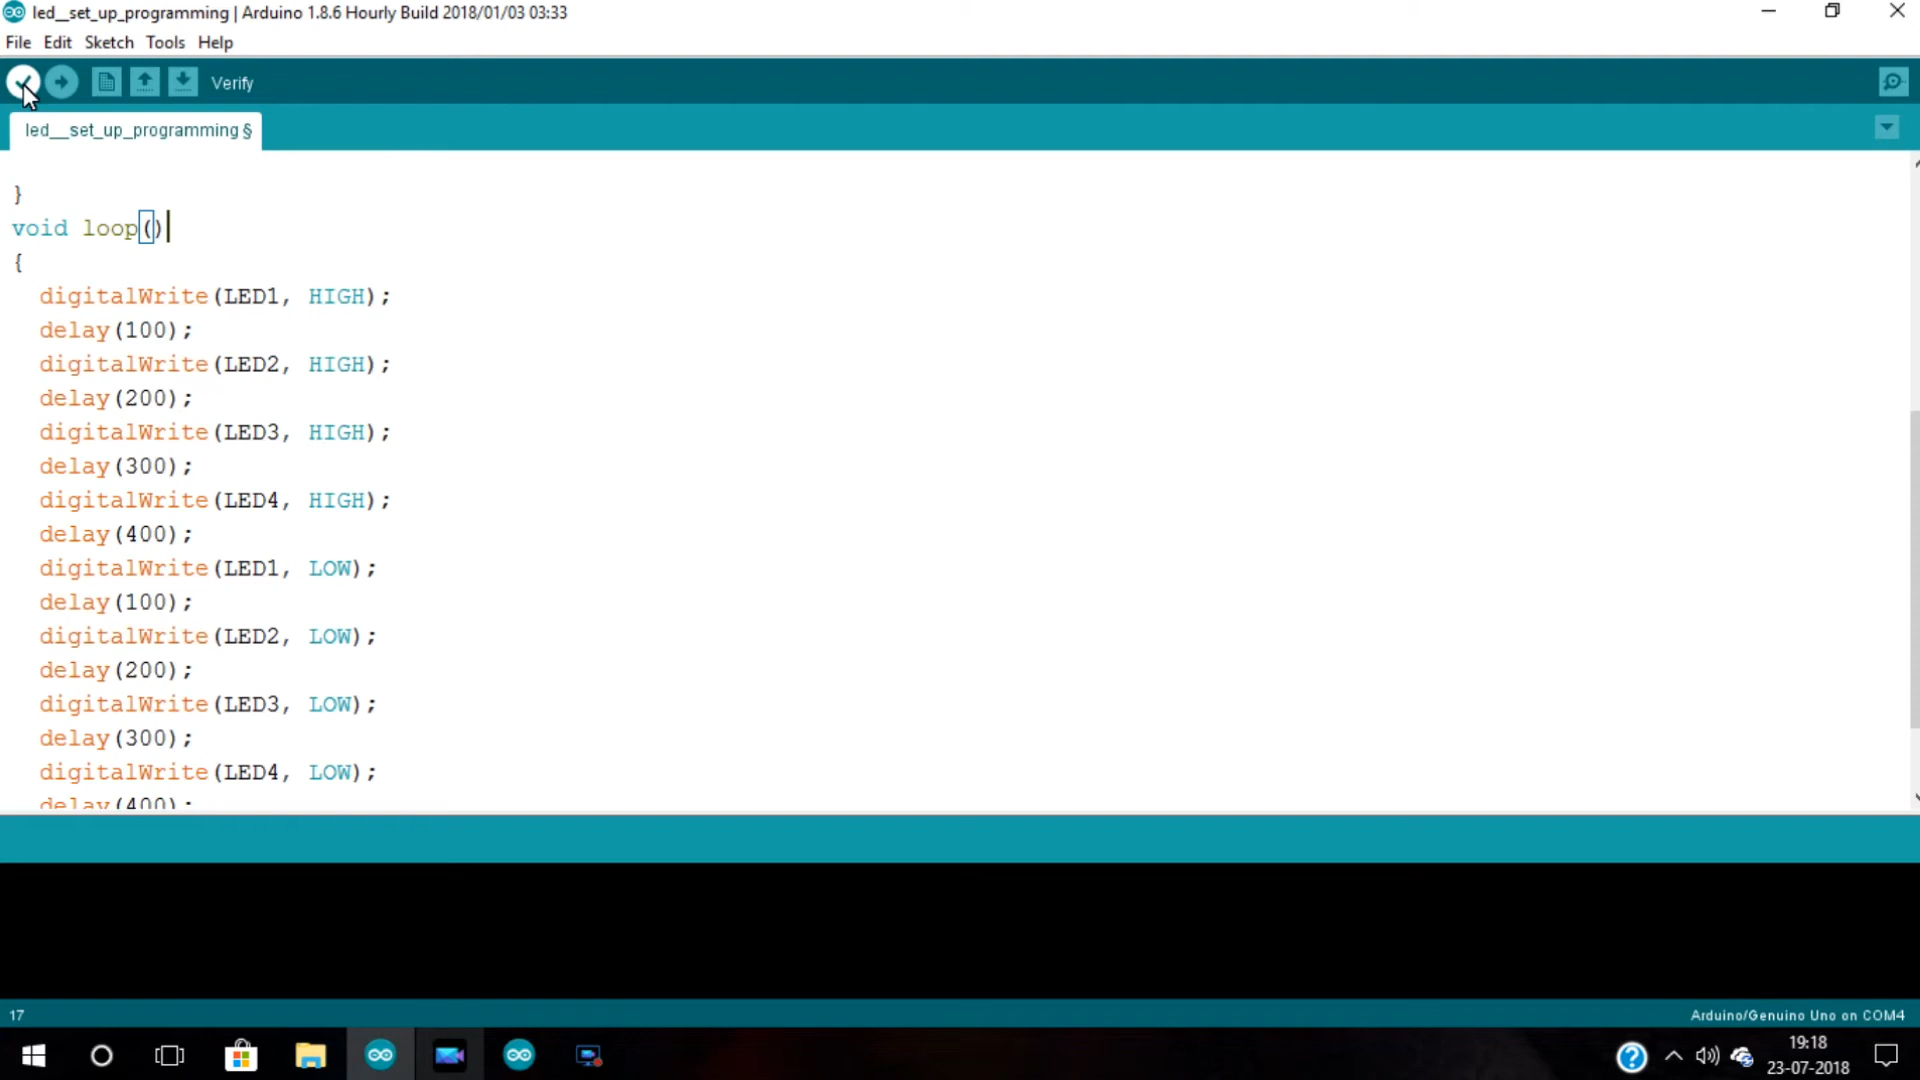 led__set_up_programming | Arduino 1.8.6 Hourly Build 2018/01/03 03:33
File Edit Sketch Tools Help
Verify
led__set_up_programming §
}
void loop()
{
digitalWrite(LED1, HIGH);
delay(100);
digitalWrite(LED2, HIGH);
delay(200);
digitalWrite(LED3, HIGH);
delay(300);
digitalWrite(LED4, HIGH);
delay(400);
digitalWrite(LED1, LOW);
delay(100);
digitalWrite(LED2, LOW);
delay(200);
digitalWrite(LED3, LOW);
delay(300);
digitalWrite(LED4, LOW);
delay(400);
17
Arduino/Genuino Uno on COM4
19:18
23-07-2018